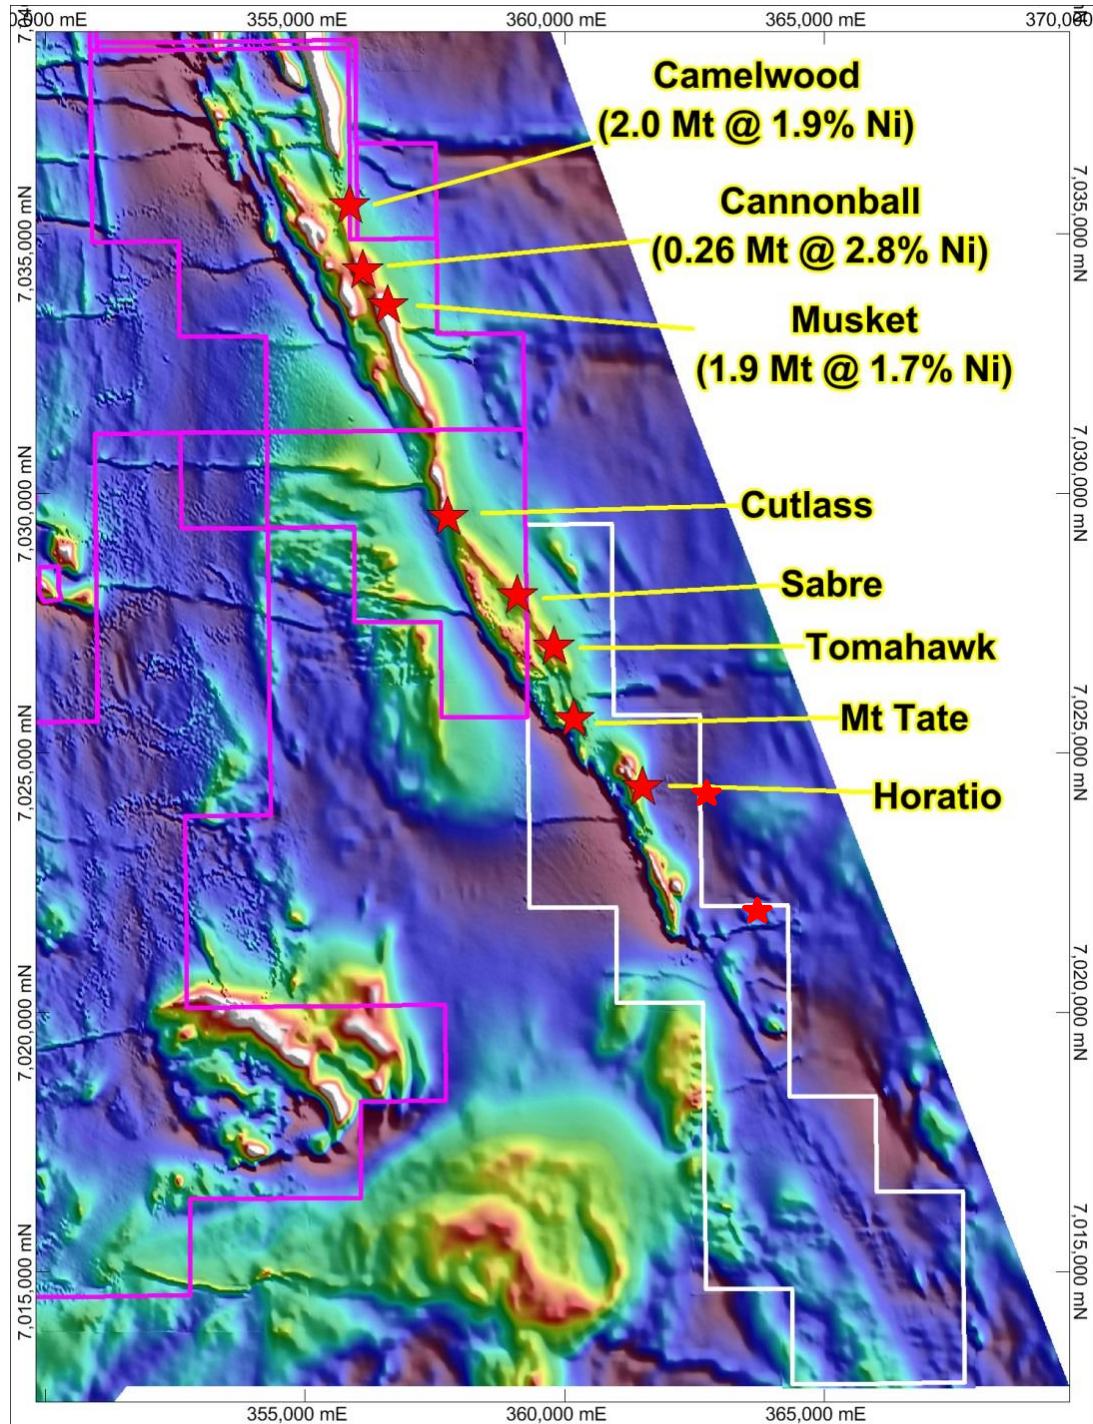 355,000 mE
360,000 mE
365,000 mE
370,000
Camelwood
(2.0 Mt @ 1.9% Ni)
Cannonball
(0.26 Mt @ 2.8% Ni)
Musket
(1.9 Mt @ 1.7% Ni)
Cutlass
Sabre
Tomahawk
Mt Tate
Horatio
7,035,000 mN
7,030,000 mN
7,025,000 mN
7,020,000 mN
7,015,000 mN
7,035,000 mN
7,030,000 mN
7,025,000 mN
7,020,000 mN
7,015,000 mN
355,000 mE
360,000 mE
365,000 mE